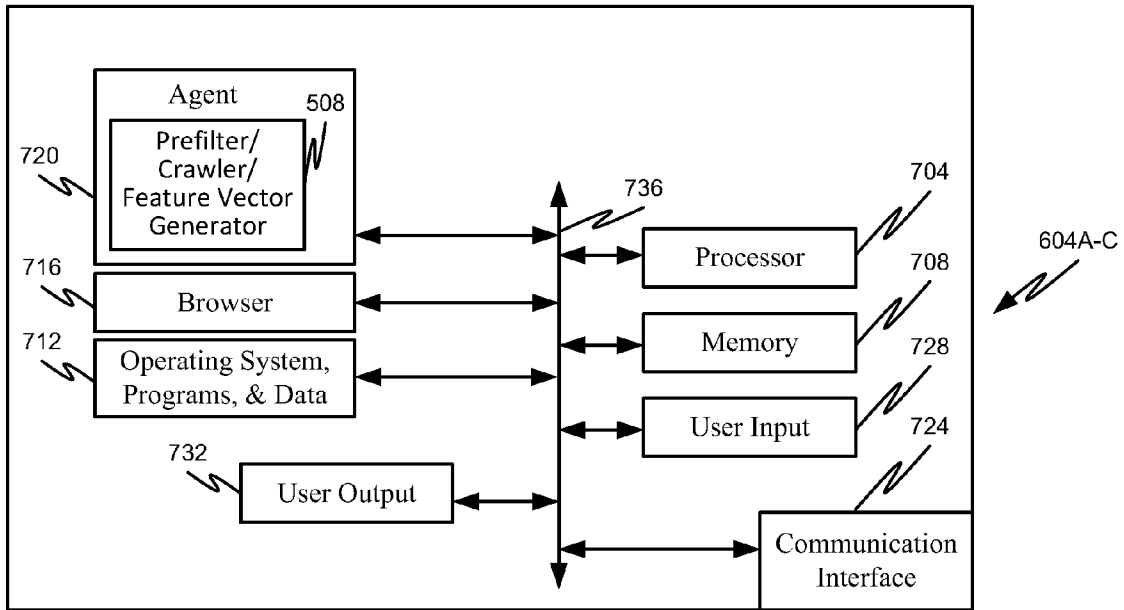 Agent
508
Prefilter/
Crawler/
Feature Vector
Generator
720
736
704
Processor
604A-C
716
Browser
708
Memory
712
Operating System,
Programs, & Data
728
User Input
732
User Output
724
Communication
Interface